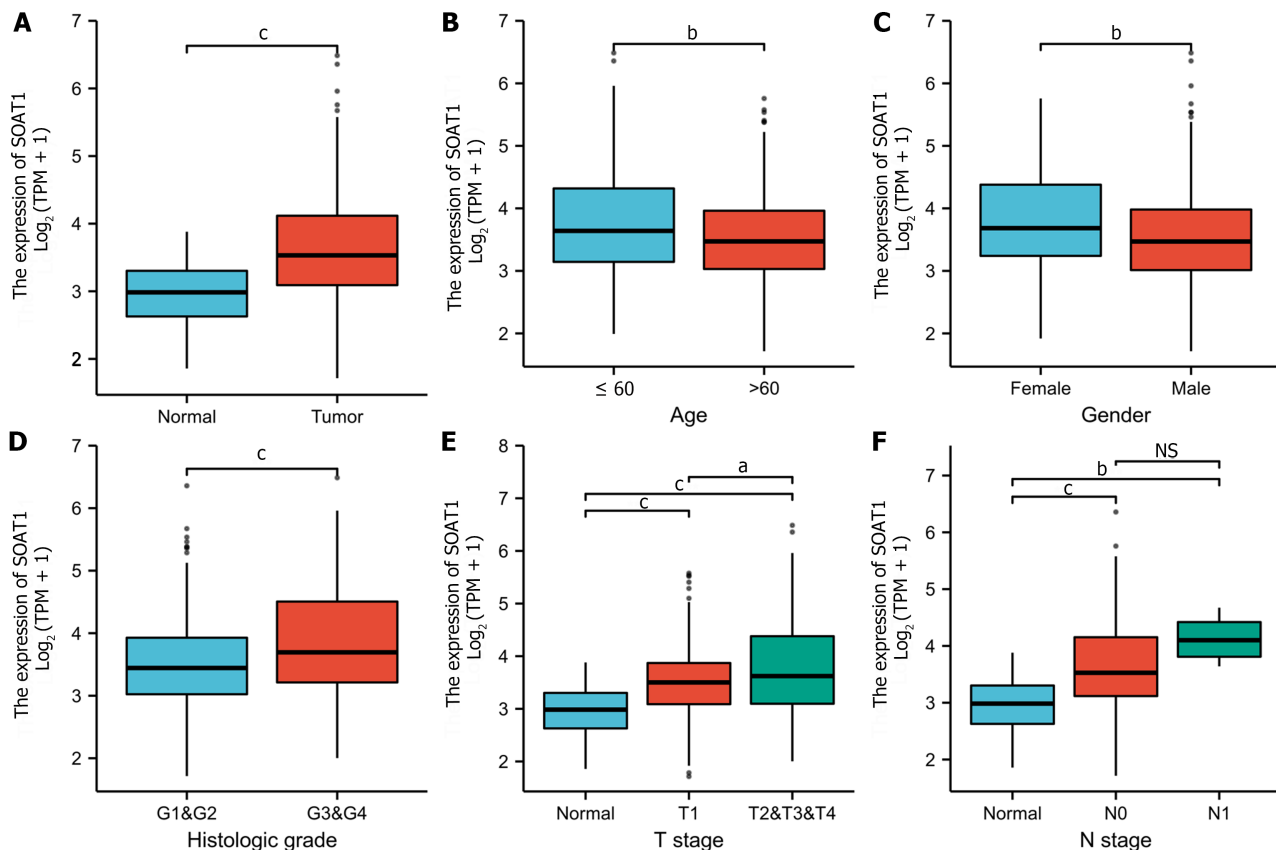 A
The expression of SOAT1
Log₂ (TPM + 1)
7
6
5
4
3
2
c
Normal
Tumor
B
The expression of SOAT1
Log₂ (TPM + 1)
7
6
5
4
3
2
b
≤ 60
>60
Age
C
The expression of SOAT1
Log₂ (TPM + 1)
7
6
5
4
3
2
b
Female
Male
Gender
D
The expression of SOAT1
Log₂ (TPM + 1)
7
6
5
4
3
2
c
G1&G2
G3&G4
Histologic grade
E
The expression of SOAT1
Log₂ (TPM + 1)
8
7
6
5
4
3
2
a
c
c
Normal
T1
T2&T3&T4
T stage
F
The expression of SOAT1
Log₂ (TPM + 1)
7
6
5
4
3
2
NS
b
c
Normal
N0
N1
N stage